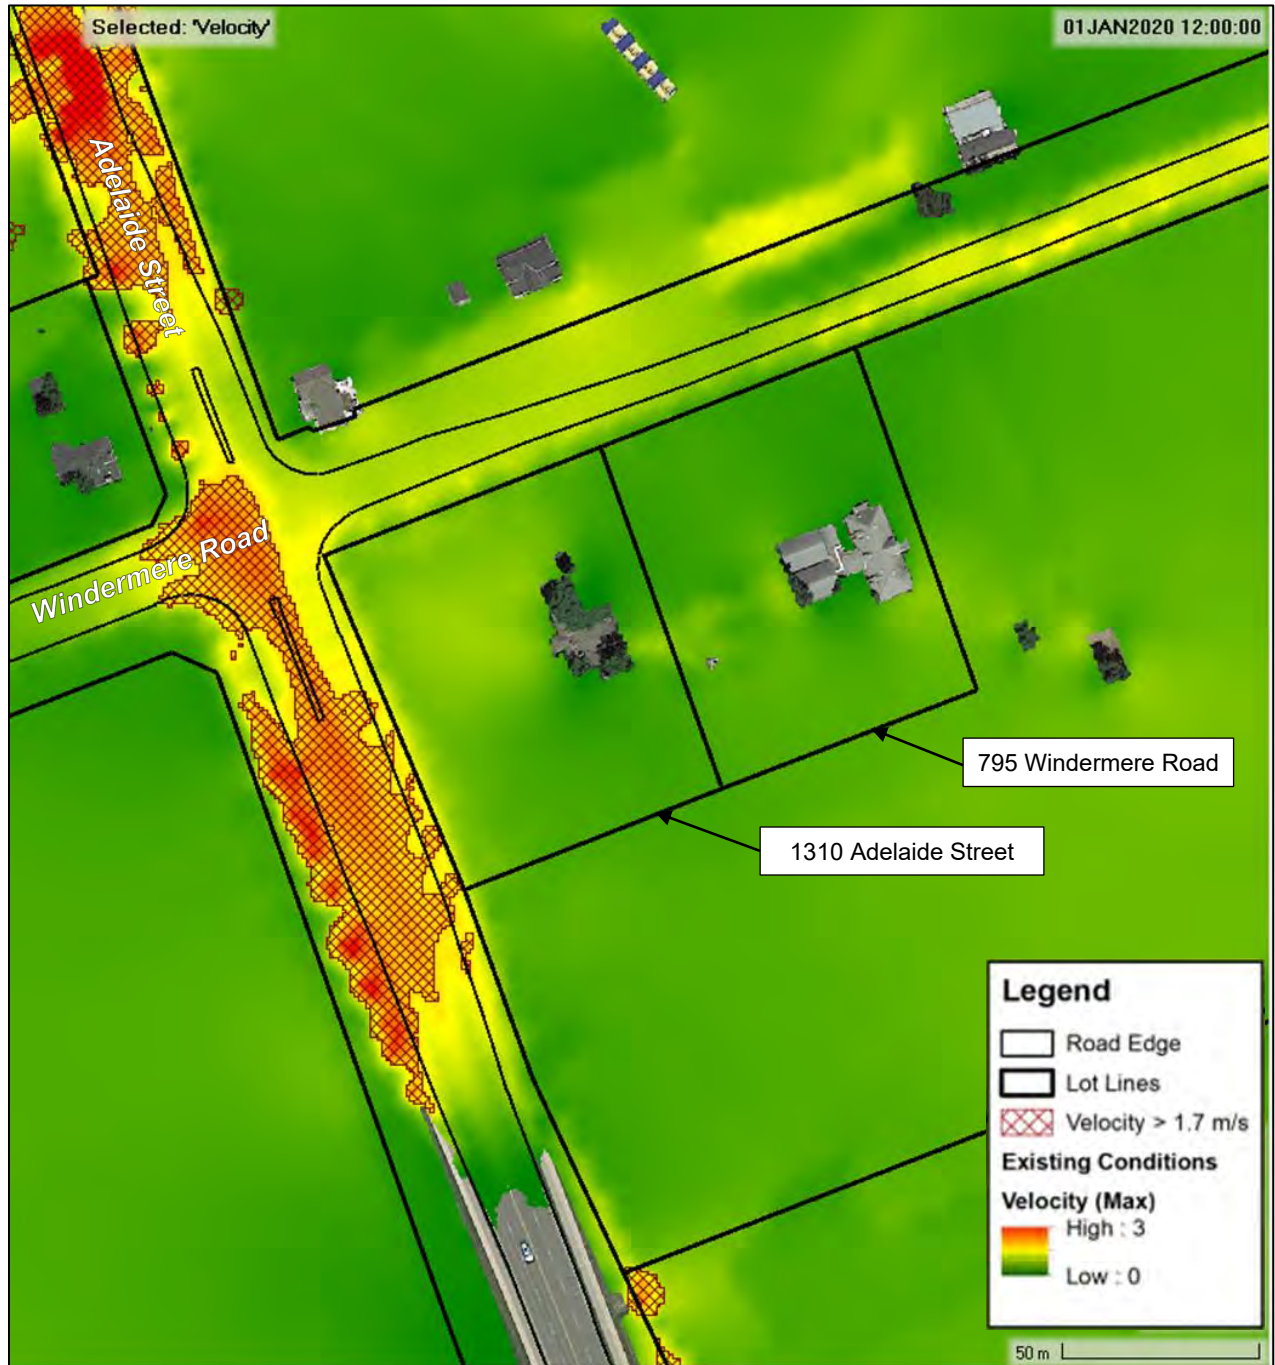 Selected: 'Velocity'
01JAN2020 12:00:00
Adelaide Street
Windermere Road
795 Windermere Road
1310 Adelaide Street
Legend
Road Edge
Lot Lines
Velocity > 1.7 m/s
Existing Conditions
Velocity (Max)
High : 3
Low : 0
50 m